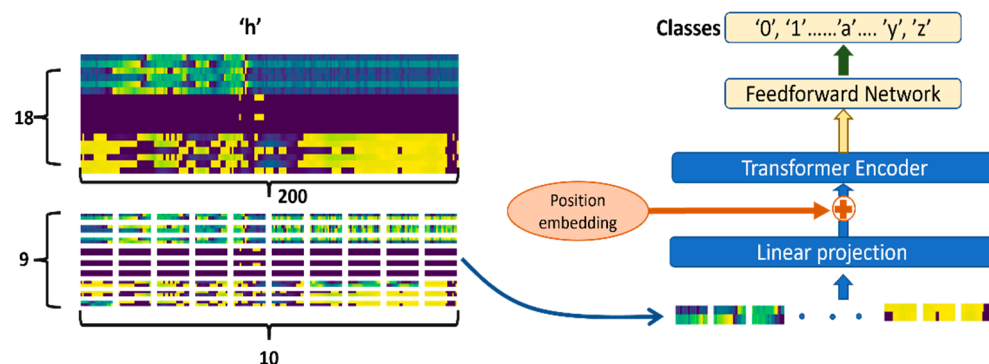 ‘h’
18
200
9
10
Classes
‘0’, ‘1’......’a’.... ’y’, ’z’
Feedforward Network
Transformer Encoder
Position
embedding
Linear projection